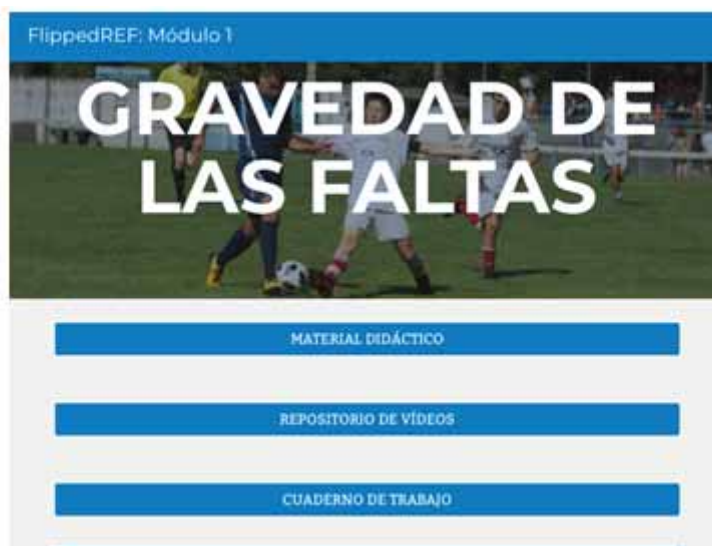 FlippedREF: Módulo 1
GRAVEDAD DE
LAS FALTAS
MATERIAL DIDÁCTICO
REPOSITORIO DE VÍDEOS
CUADERNO DE TRABAJO